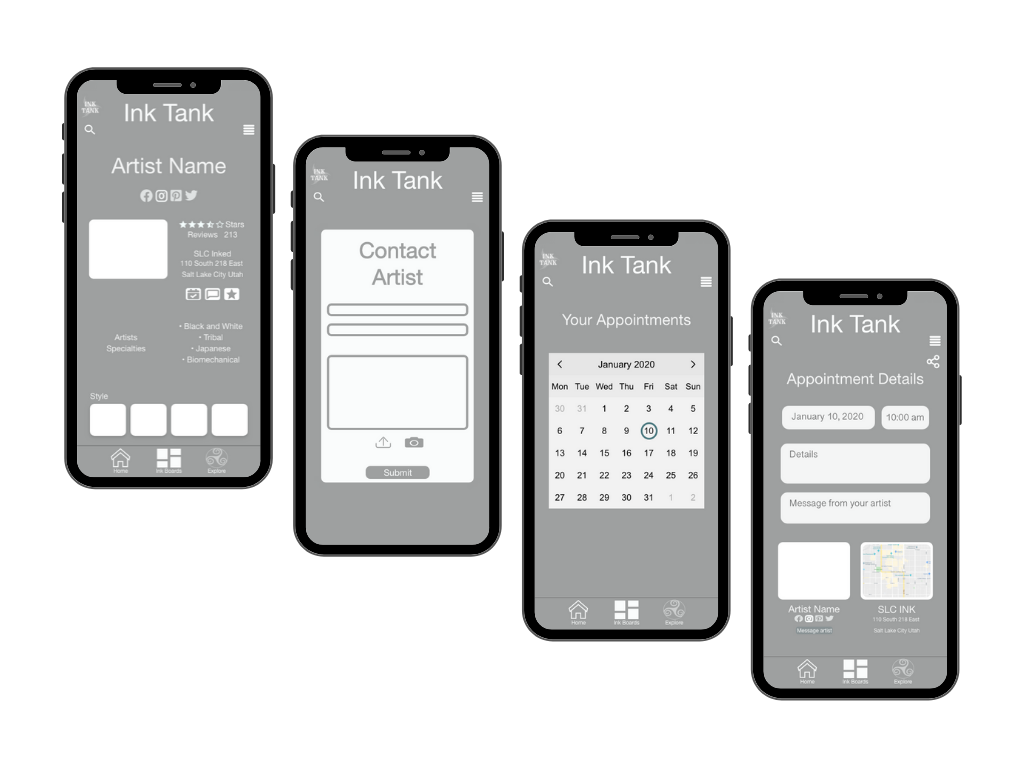 INK
TANK
Ink Tank
Artist Name
Stars
Reviews 213
SLC Inked
110 South 218 East
Salt Lake City Utah
Artists
Specialties
• Black and White
• Tribal
• Japanese
• Biomechanical
Style
Home
Ink Boards
Explore
INK
TANK
Ink Tank
Contact
Artist
Submit
INK
TANK
Ink Tank
Your Appointments
January 2020
Mon Tue Wed Thu Fri Sat Sun
30 31 1 2 3 4 5
6 7 8 9 10 11 12
13 14 15 16 17 18 19
20 21 22 23 24 25 26
27 28 29 30 31 1 2
Home
Ink Boards
Explore
INK
TANK
Ink Tank
Appointment Details
January 10, 2020
10:00 am
Details
Message from your artist
Artist Name
Message artist
SLC INK
110 South 218 East
Salt Lake City Utah
Home
Ink Boards
Explore